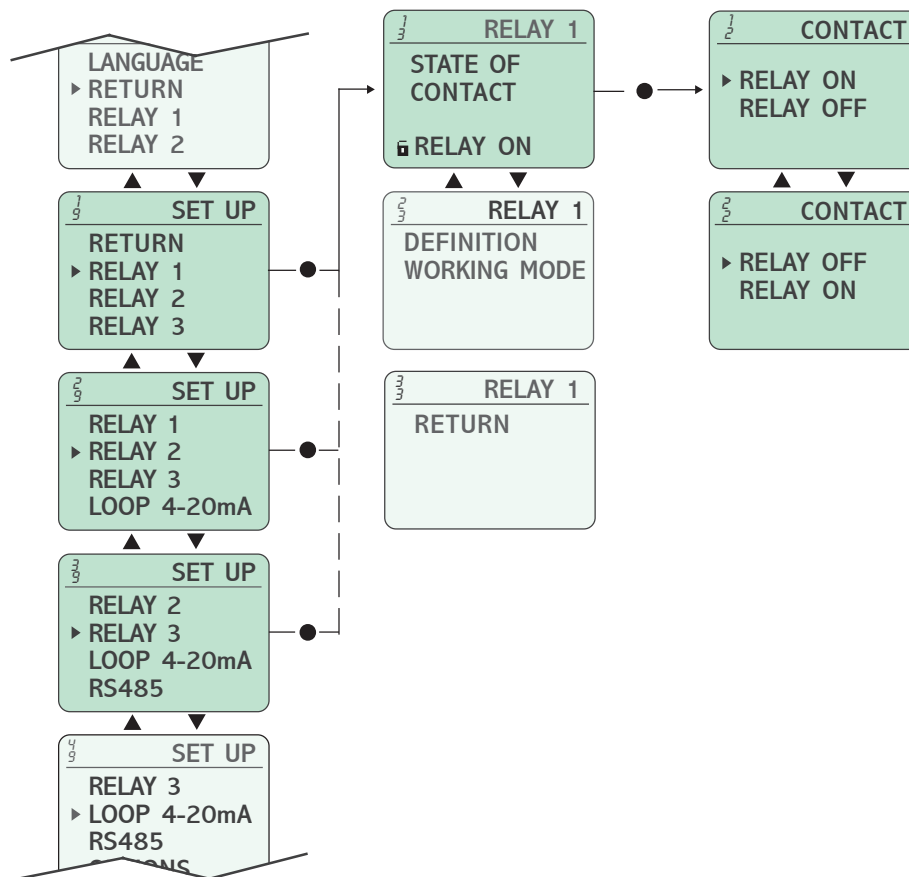 LANGUAGE
RETURN
RELAY 1
RELAY 2
1/9 SET UP
RETURN
RELAY 1
RELAY 2
RELAY 3
2/9 SET UP
RELAY 1
RELAY 2
RELAY 3
LOOP 4-20mA
3/9 SET UP
RELAY 2
RELAY 3
LOOP 4-20mA
RS485
4/9 SET UP
RELAY 3
LOOP 4-20mA
RS485
1/3 RELAY 1
STATE OF
CONTACT
RELAY ON
2/3 RELAY 1
DEFINITION
WORKING MODE
3/3 RELAY 1
RETURN
1/2 CONTACT
RELAY ON
RELAY OFF
2/2 CONTACT
RELAY OFF
RELAY ON